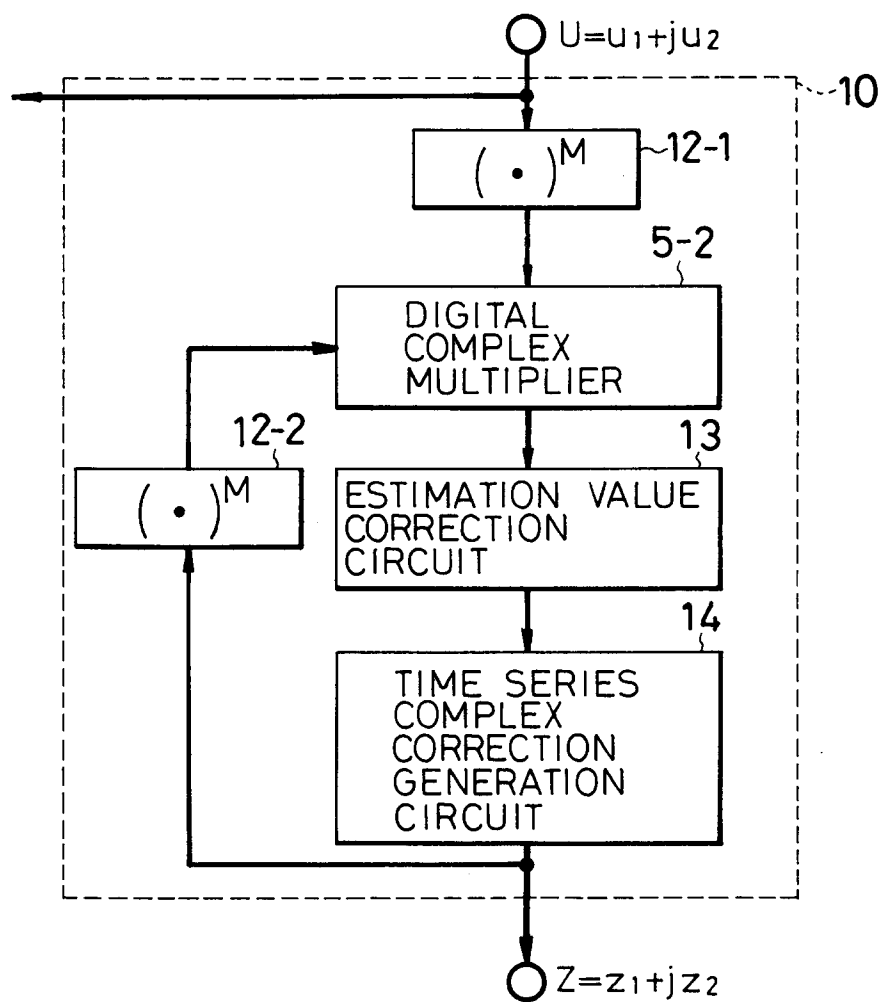 U=u1+ju2
10
(•)M
12-1
5-2
DIGITAL
COMPLEX
MULTIPLIER
12-2
(•)M
13
ESTIMATION VALUE
CORRECTION
CIRCUIT
14
TIME SERIES
COMPLEX
CORRECTION
GENERATION
CIRCUIT
Z=z1+jz2